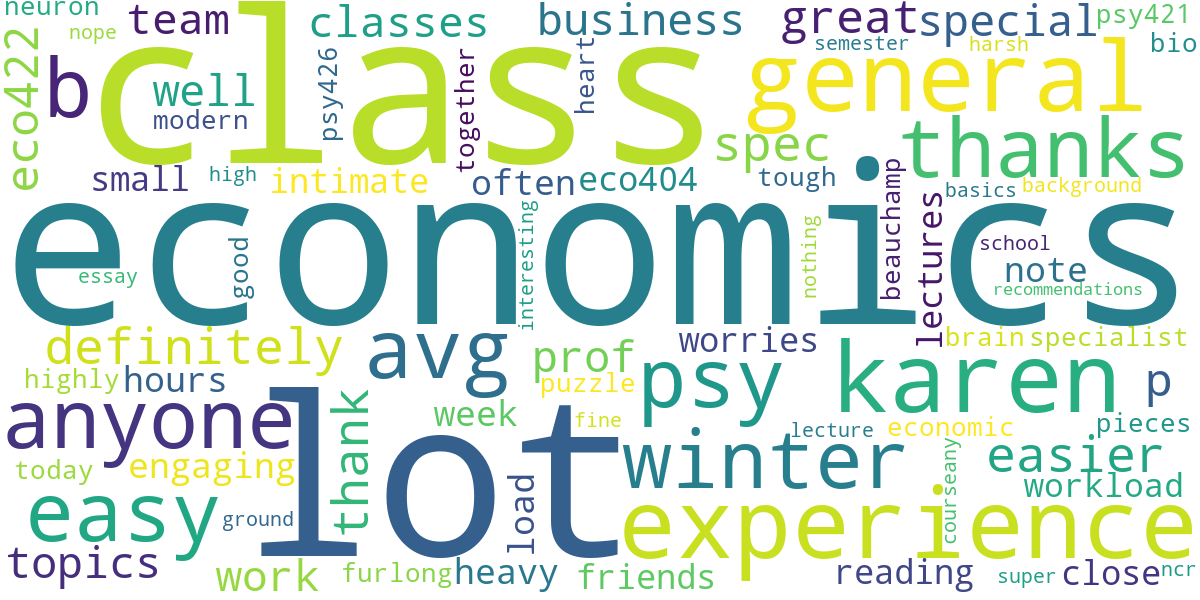 neuron
nope
team
classes
business
great
special
psy421
bio
eco422
b
class
psy426
together
heart
semester
harsh
general
well
modern
spec
thanks
small
high
intimate
often
eco404
tough
beauchamp
basics
background
economics
good
essay
interesting
nothing
lectures
school
note
recommendations
definitely
avg
prof
worries
brain
specialist
highly
hours
puzzle
psy
karen
p
anyone
lot
thank
week
fine
winter
lecture
economic
pieces
today
engaging
easier
courseany
workload
easy
ground
load
experience
topics
work
furlong
heavy
friends
reading
super
close
ncr